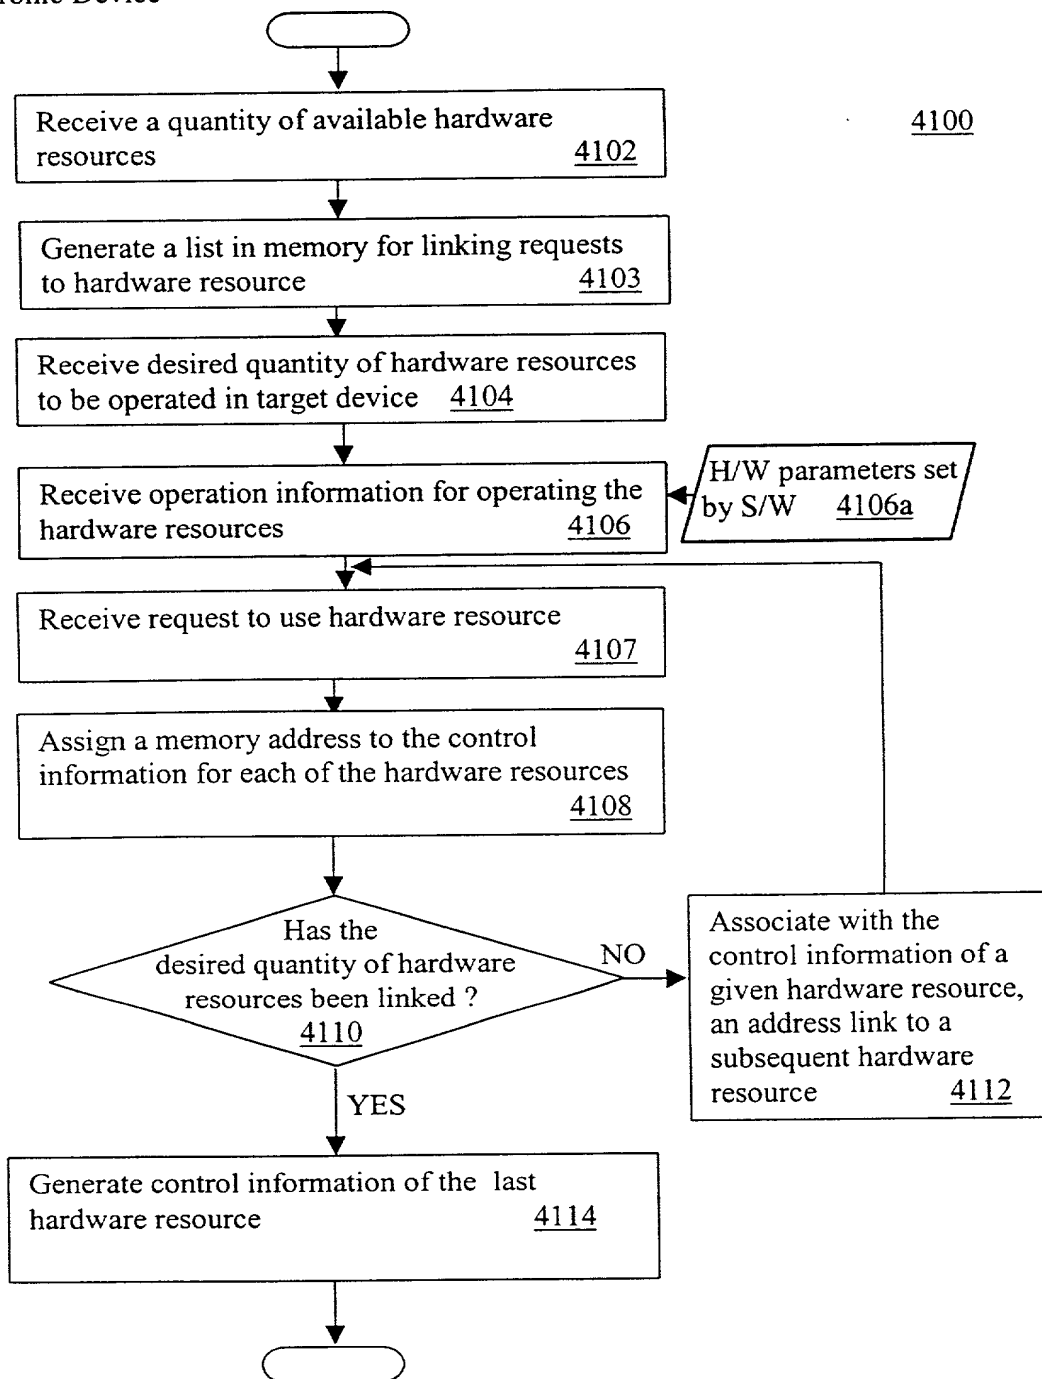 Device
Receive a quantity of available hardware
resources 4102
4100
Generate a list in memory for linking requests
to hardware resource 4103
Receive desired quantity of hardware resources
to be operated in target device 4104
Receive operation information for operating the
hardware resources 4106
H/W parameters set
by S/W 4106a
Receive request to use hardware resource
4107
Assign a memory address to the control
information for each of the hardware resources
4108
Has the
desired quantity of hardware
resources been linked ?
4110
NO
Associate with the
control information of a
given hardware resource,
an address link to a
subsequent hardware
resource 4112
YES
Generate control information of the last
hardware resource 4114